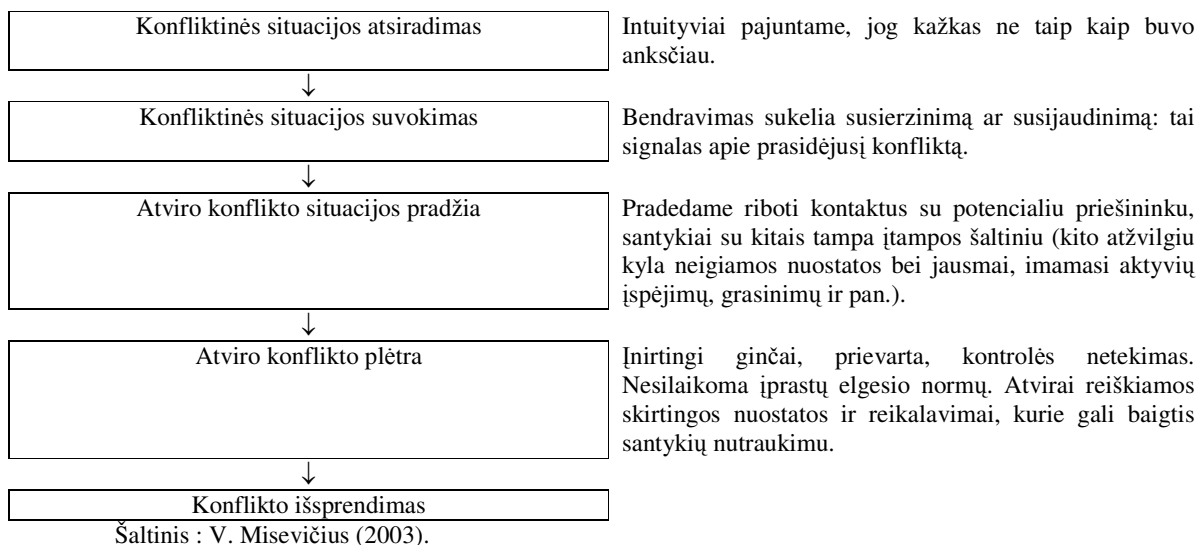 Konfliktinės situacijos atsiradimas
Intuityviai pajuntame, jog kažkas ne taip kaip buvo
anksčiau.
↓
Konfliktinės situacijos suvokimas
Bendravimas sukelia susierzinimą ar susijaudinimą: tai
signalas apie prasidėjusį konfliktą.
↓
Atviro konflikto situacijos pradžia
Pradedame riboti kontaktus su potencialiu priešininku,
santykiai su kitais tampa įtampos šaltiniu (kito atžvilgiu
kyla neigiamos nuostatos bei jausmai, imamasi aktyvių
įspėjimų, grasinimų ir pan.).
↓
Atviro konflikto plėtra
Įnirtingi ginčai, prievarta, kontrolės netekimas.
Nesilaikoma įprastų elgesio normų. Atvirai reiškiamos
skirtingos nuostatos ir reikalavimai, kurie gali baigtis
santykių nutraukimu.
↓
Konflikto išsprendimas
Šaltinis : V. Misevičius (2003).